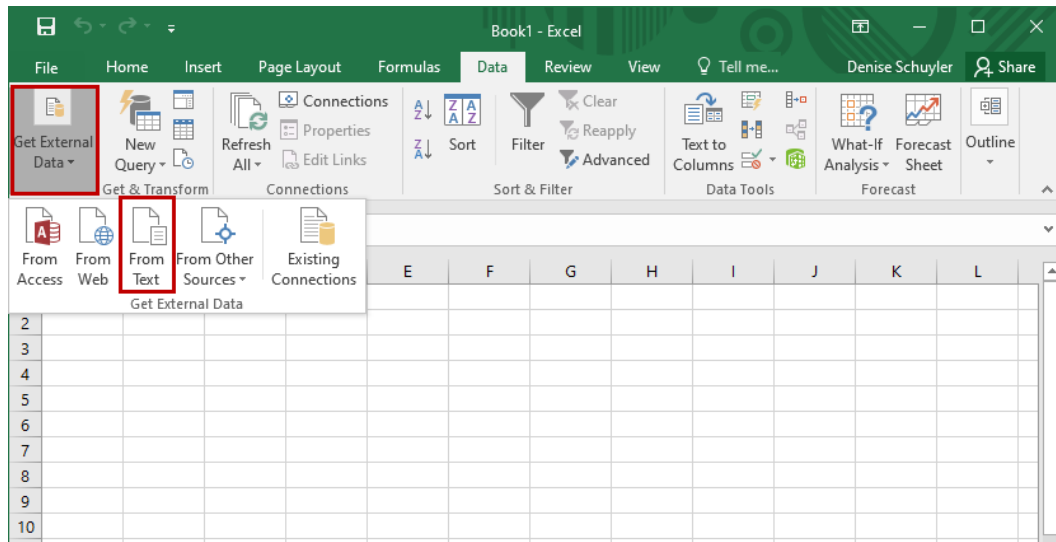 Book1 - Excel
File Home Insert Page Layout Formulas Data Review View Tell me... Denise Schuyler Share
Get External Data
New Query
Get & Transform
Refresh All
Connections
Properties
Edit Links
Connections
A Z
Z A
Z A A Z
Sort
Filter
Clear
Reapply
Advanced
Sort & Filter
Text to Columns
Data Tools
What-If Analysis
Forecast Sheet
Forecast
Outline
A
From Access
From Web
From Text
From Other Sources
Existing Connections
Get External Data
E F G H I J K L
2
3
4
5
6
7
8
9
10